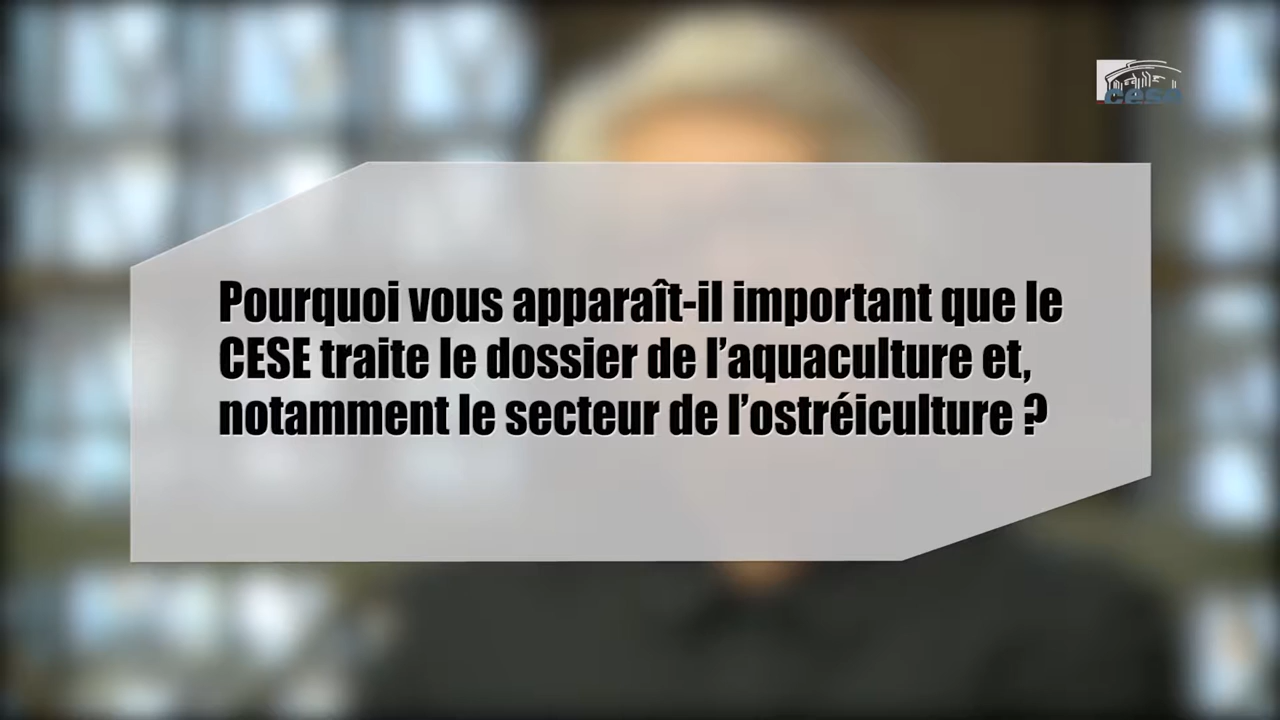 cese
Pourquoi vous apparaît-il important que le
CESE traite le dossier de l’aquaculture et,
notamment le secteur de l’ostréiculture ?